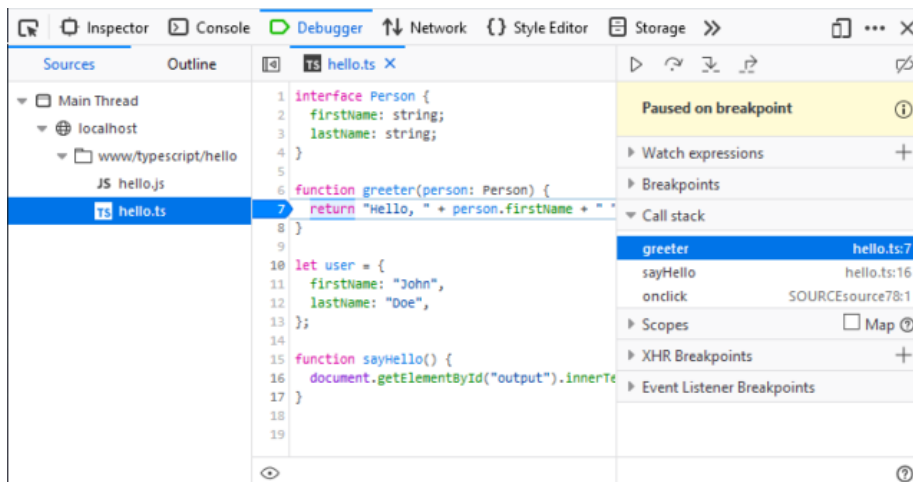 Inspector Console Debugger Network {} Style Editor Storage
Sources Outline
TS hello.ts
Main Thread
localhost
www/typescript/hello
JS hello.js
TS hello.ts
1 interface Person {
2 firstName: string;
3 lastName: string;
4 }
5
6 function greeter(person: Person) {
7 return "Hello, " + person.firstName + " "
8 }
9
10 let user = {
11 firstName: "John",
12 lastName: "Doe",
13 };
14
15 function sayHello() {
16 document.getElementById("output").innerTe
17 }
18
19
Paused on breakpoint
Watch expressions
Breakpoints
Call stack
greeter hello.ts:7
sayHello hello.ts:16
onclick SOURCEsource78:1
Scopes Map
XHR Breakpoints
Event Listener Breakpoints